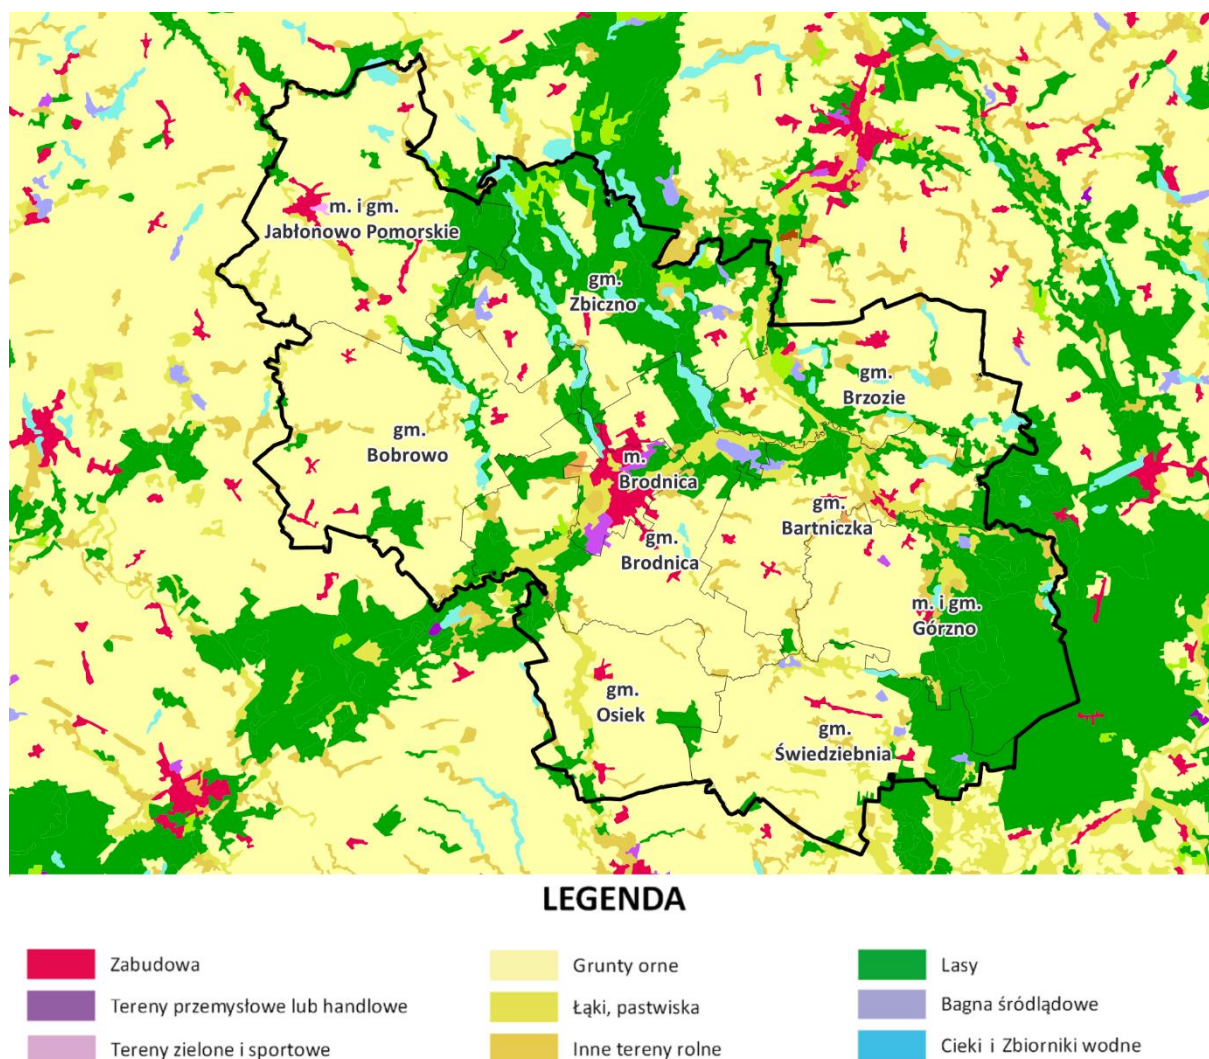 m. i gm.
Jabłonowo Pomorskie
gm.
Zbiczno
gm.
Brzozie
gm.
Bobrowo
m.
Brodnica
gm.
Bartniczka
gm.
Brodnica
m. i gm.
Górzno
gm.
Osiek
gm.
Świedziebnia
LEGENDA
Zabudowa
Grunty orne
Lasy
Tereny przemysłowe lub handlowe
Łąki, pastwiska
Bagna śródlądowe
Tereny zielone i sportowe
Inne tereny rolne
Cieki i Zbiorniki wodne